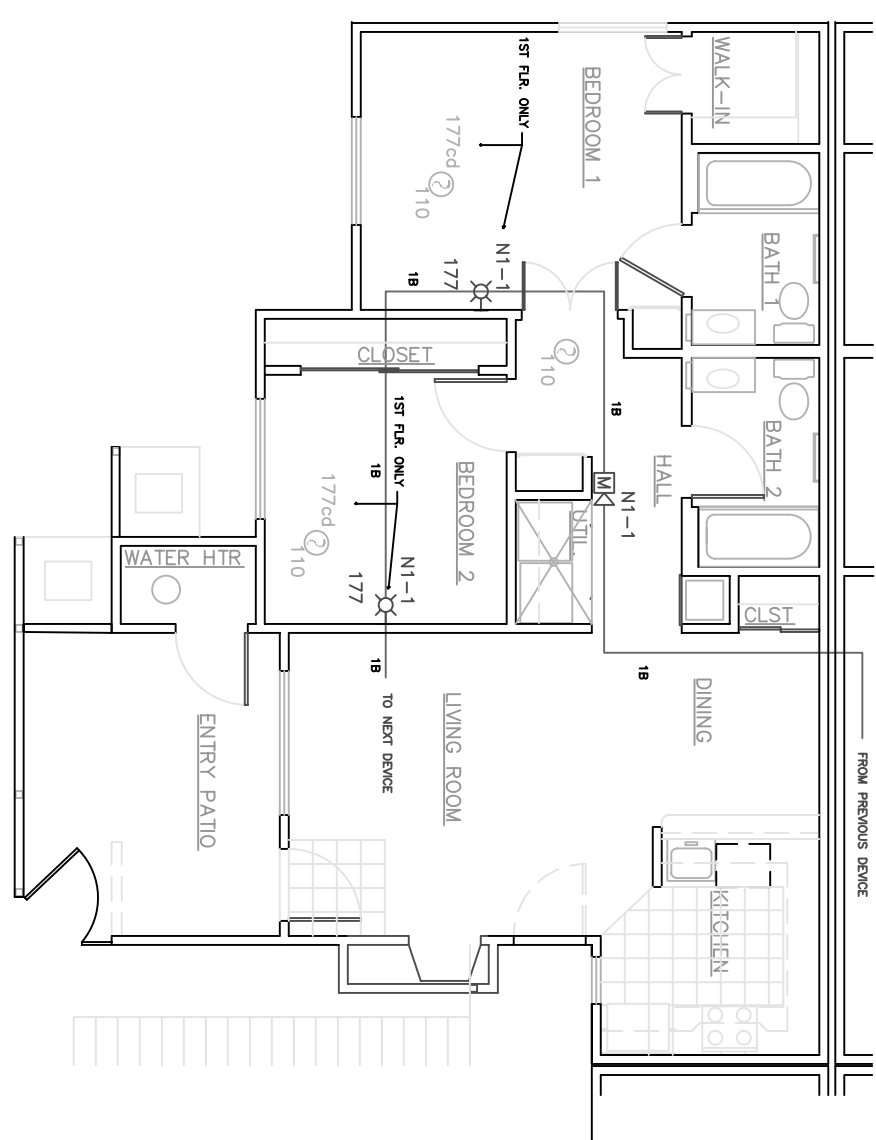 WALK-IN
1ST FLR. ONLY
BEDROOM 1
177cd
110
BATH 1
N1-1
177
1B
CLOSET
110
1B
1ST FLR. ONLY
1B
BEDROOM 2
HALL
BATH 2
M
N1-1
UTIL.
177cd
110
N1-1
177
WATER HTR
CLST
1B
1B
DINING
TO NEXT DEVICE
LIVING ROOM
ENTRY PATIO
FROM PREVIOUS DEVICE
KITCHEN